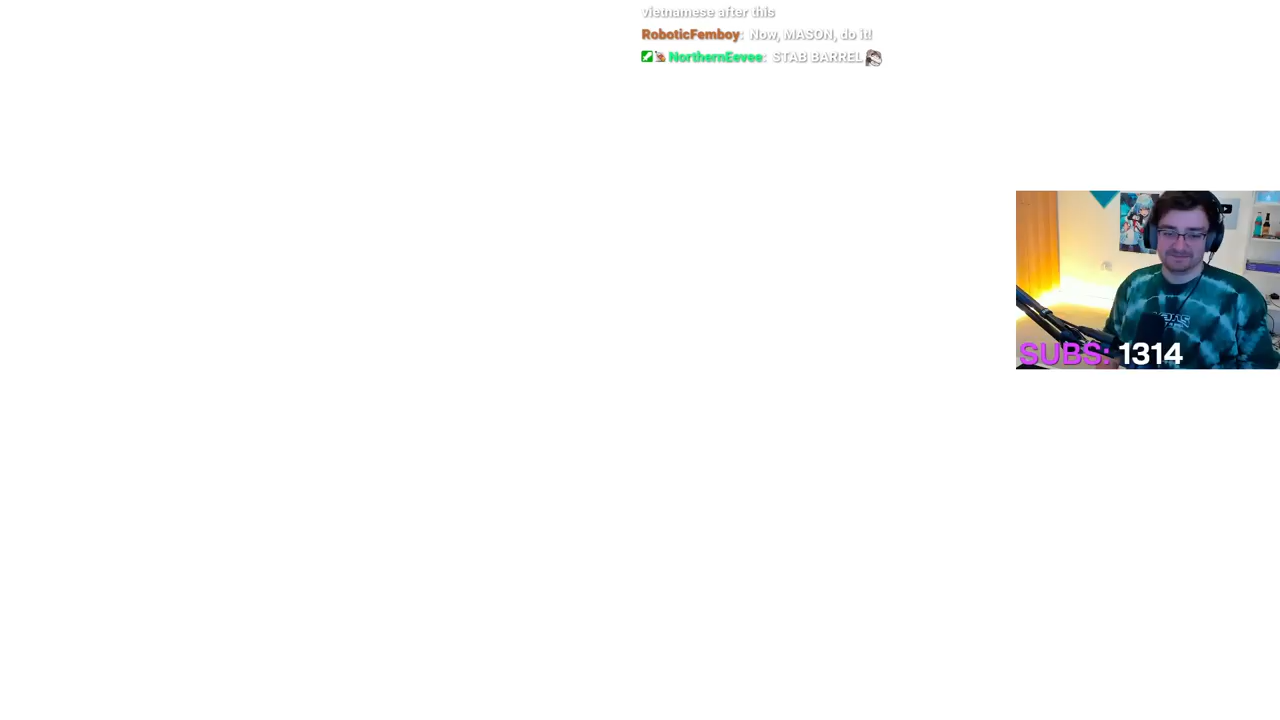 vietnamese after this
RoboticFemboy: Now, MASON, do it!
NorthernEevee: STAB BARREL
SUBS: 1314